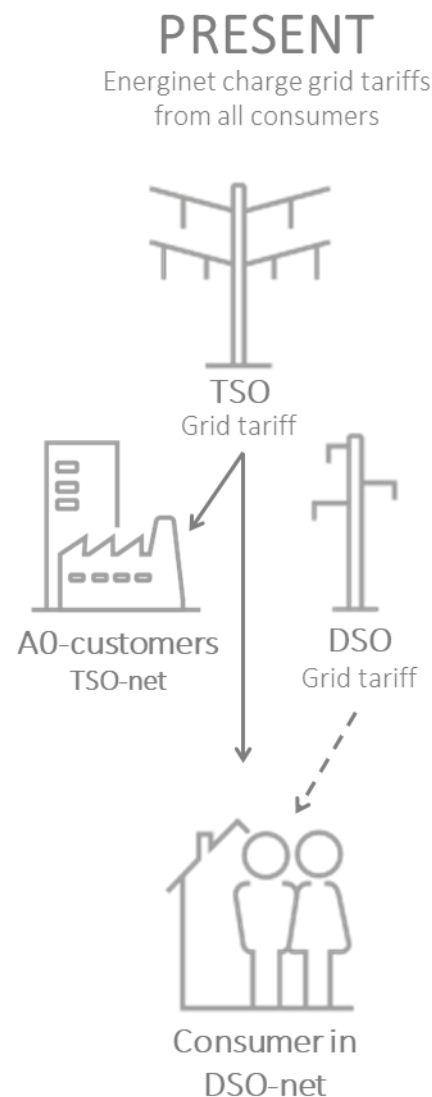 PRESENT
Energinet charge grid tariffs
from all consumers
TSO
Grid tariff
A0-customers
TSO-net
DSO
Grid tariff
Consumer in
DSO-net